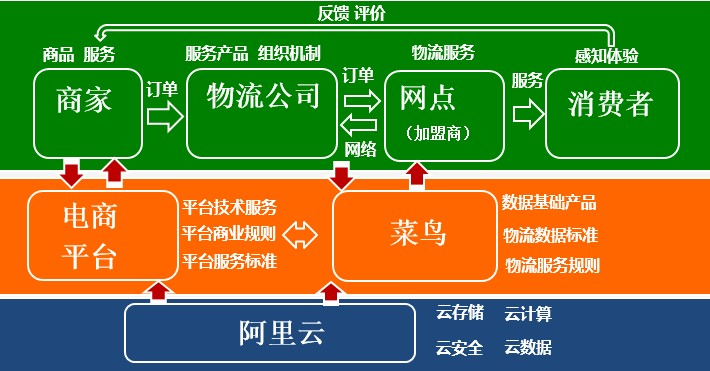 反馈 评价
商品 服务
服务产品 组织机制
物流服务
感知体验
商家
订单
物流公司
订单
网络
网点
（加盟商）
服务
消费者
电商
平台
平台技术服务
平台商业规则
平台服务标准
菜鸟
数据基础产品
物流数据标准
物流服务规则
阿里云
云存储 云计算
云安全 云数据